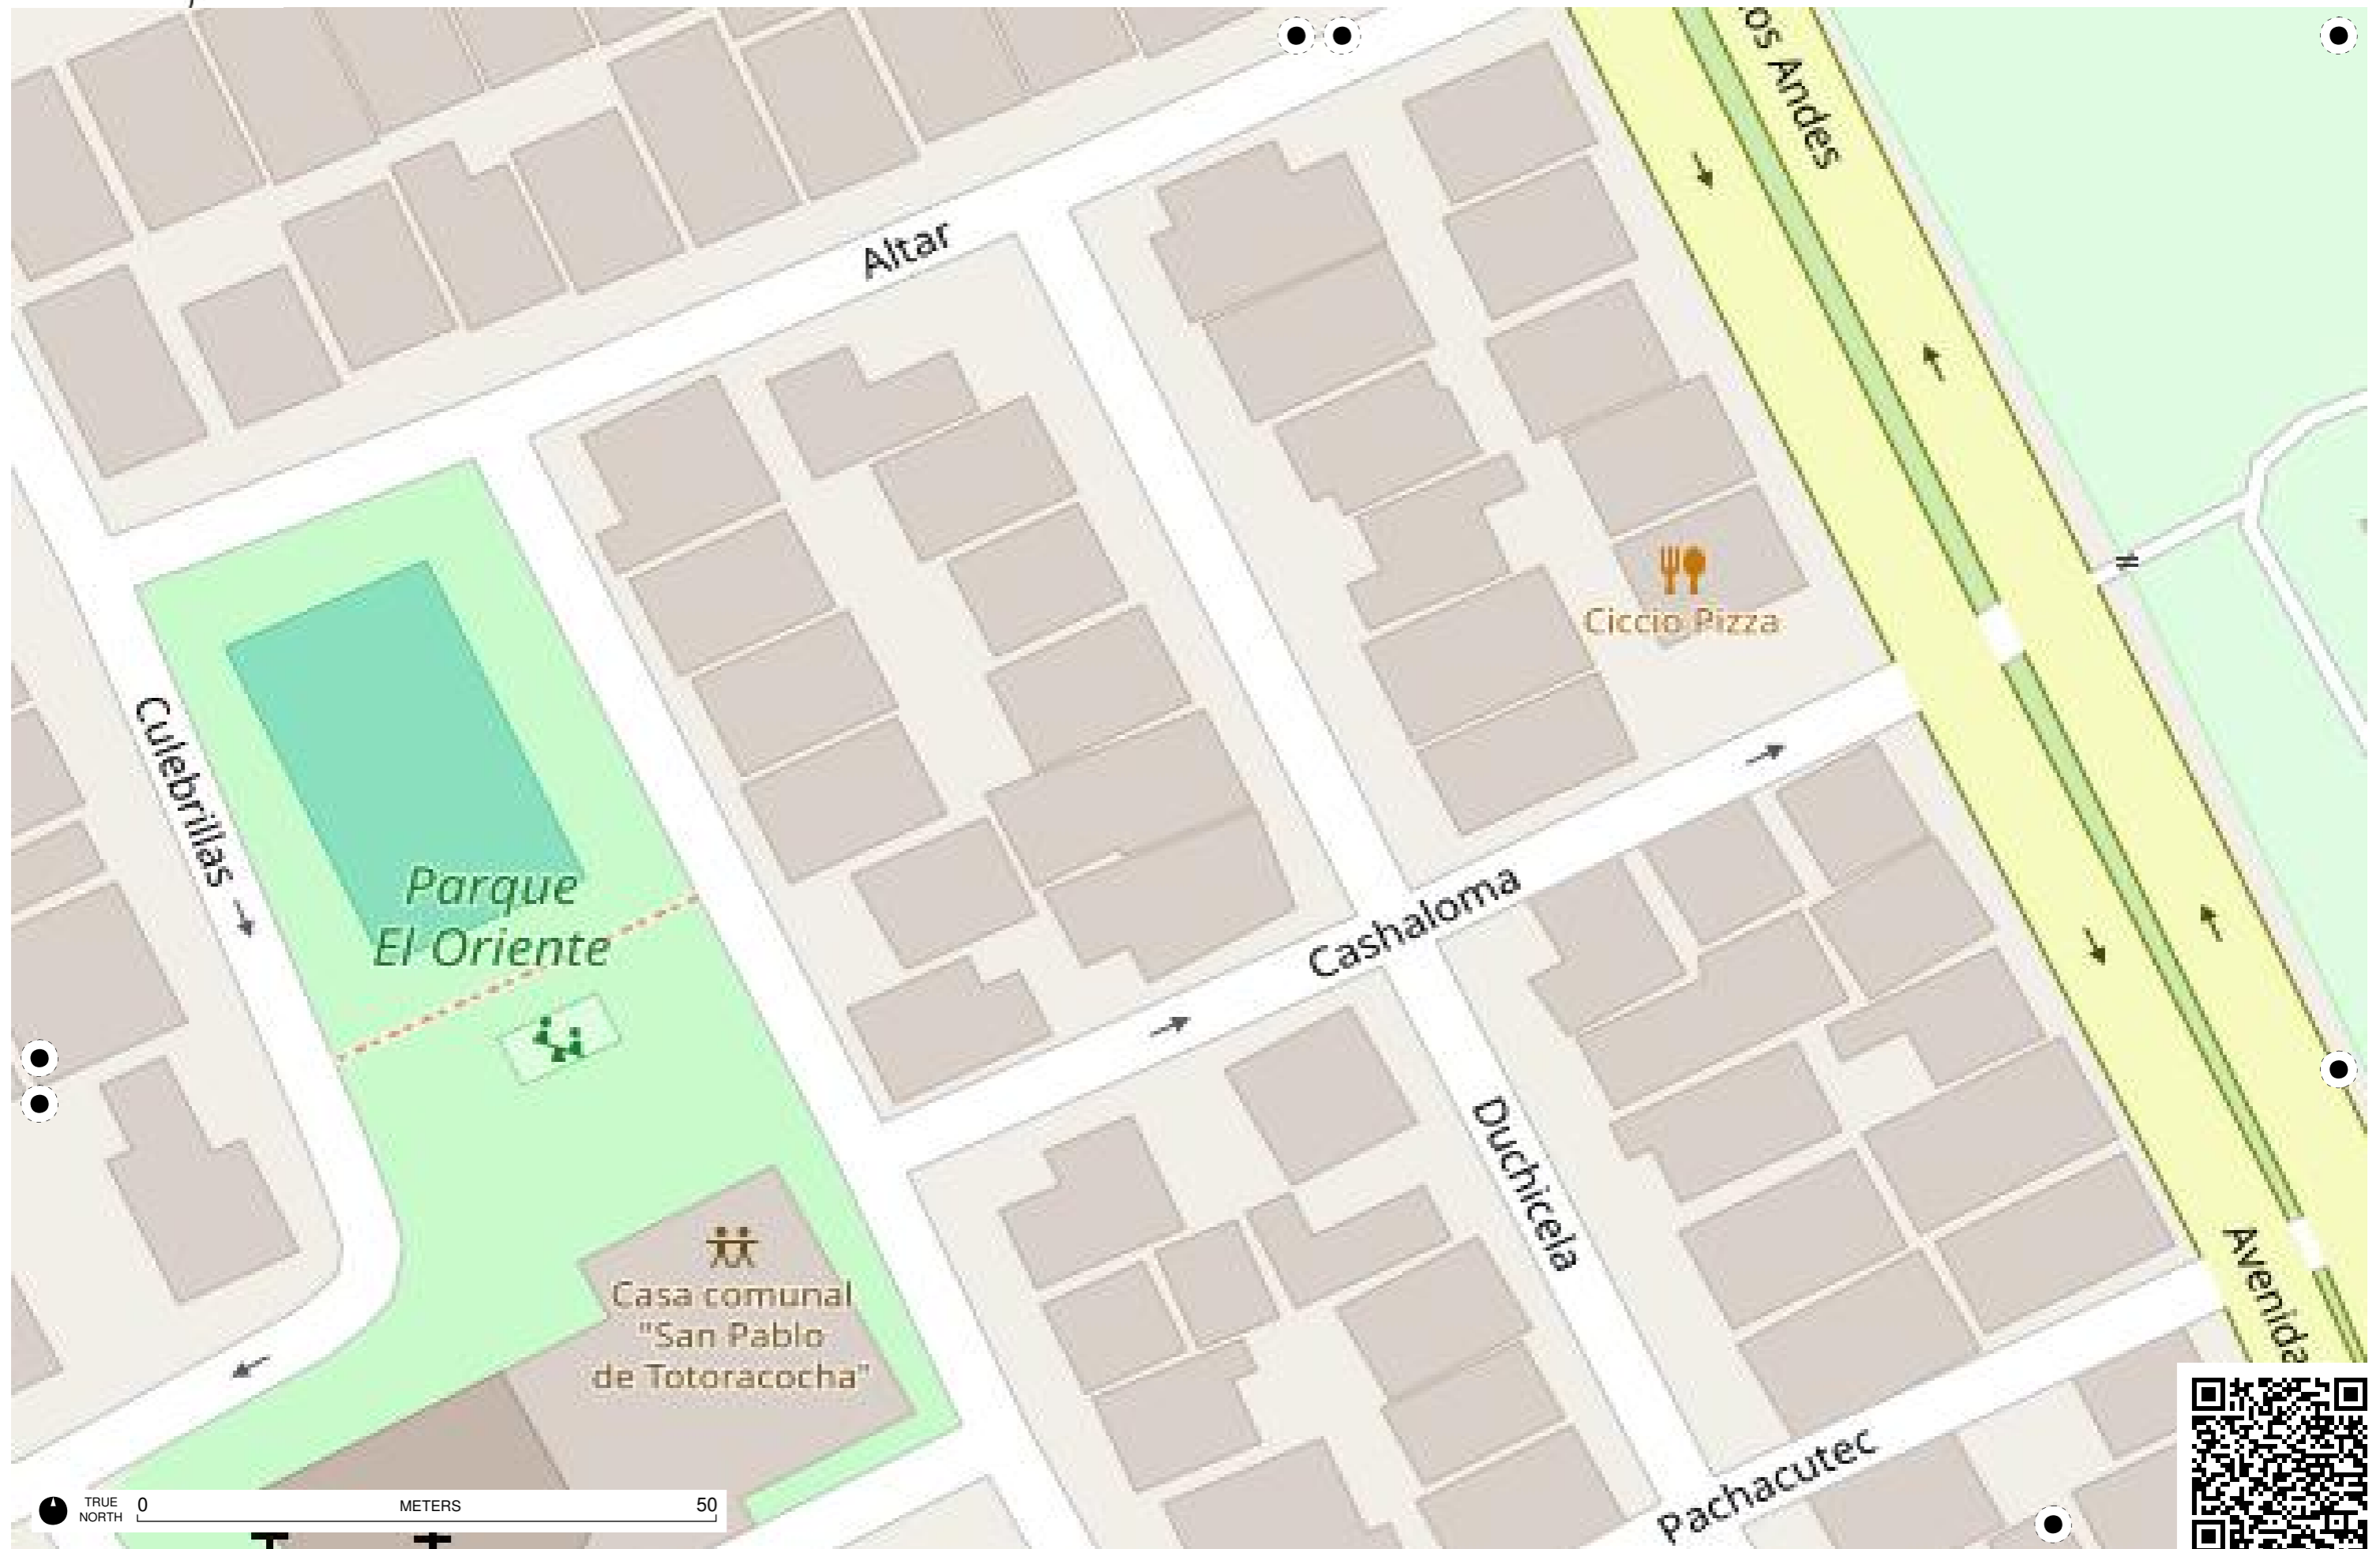 os Andes
Altar
Ciccio Pizza
Culebrillas
Parque
El Oriente
Cashaloma
Duchicela
Casa comunal
"San Pablo
de Totoracocha"
Avenida
Pachacutec
TRUE
NORTH
0
METERS
50